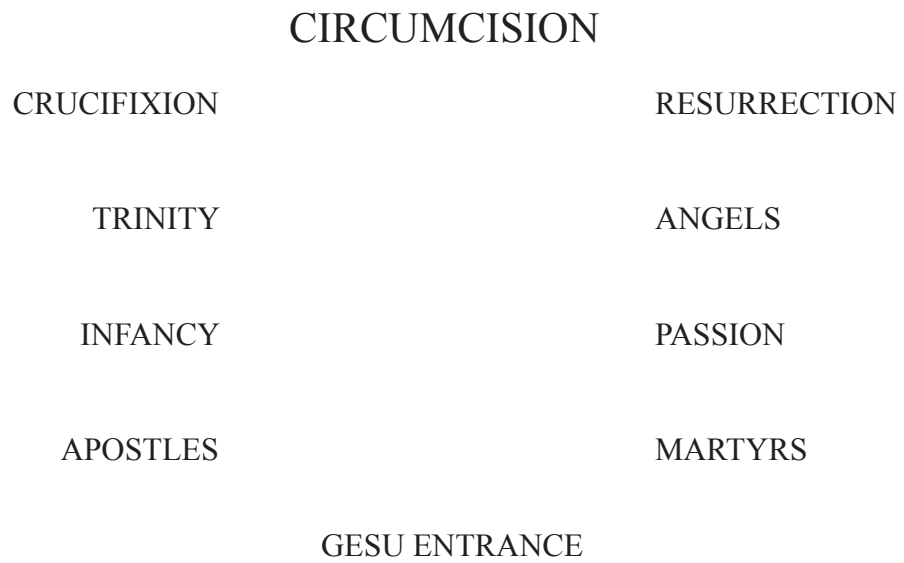 CIRCUMCISION
CRUCIFIXION RESURRECTION
TRINITY ANGELS
INFANCY PASSION
APOSTLES MARTYRS
GESU ENTRANCE